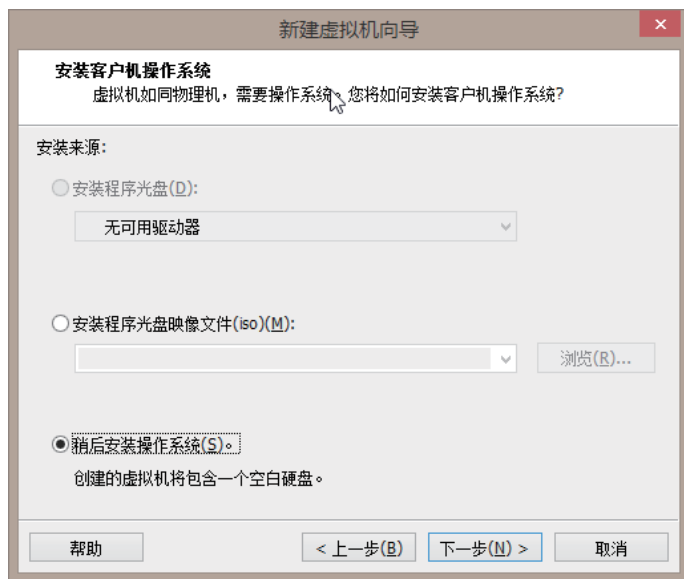 新建虚拟机向导
安装客户机操作系统
虚拟机如同物理机，需要操作系统。您将如何安装客户机操作系统?
安装来源:
安装程序光盘(D):
无可用驱动器
安装程序光盘映像文件(iso)(M):
浏览(R)...
稍后安装操作系统(S)。
创建的虚拟机将包含一个空白硬盘。
帮助 < 上一步(B) 下一步(N) > 取消